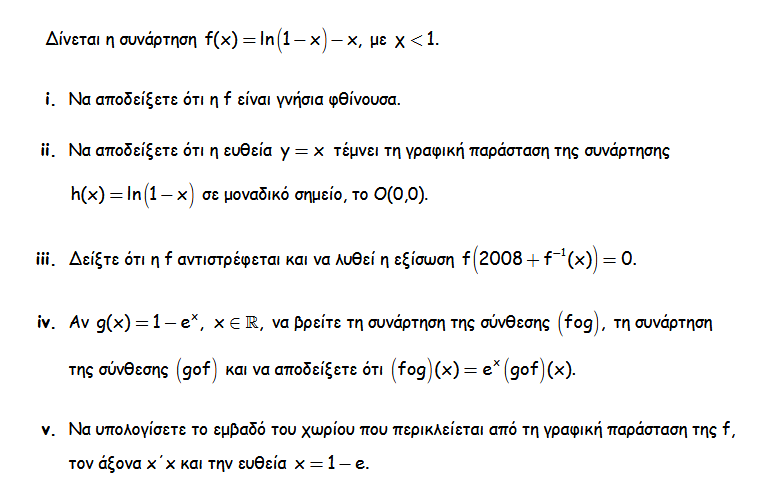 Δίνεται η συνάρτηση f(x) = ln(1 − x) − x, με x < 1.
i. Να αποδείξετε ότι η f είναι γνήσια φθίνουσα.
ii. Να αποδείξετε ότι η ευθεία y = x τέμνει τη γραφική παράσταση της συνάρτησης
h(x) = ln(1 − x) σε μοναδικό σημείο, το O(0,0).
iii. Δείξτε ότι η f αντιστρέφεται και να λυθεί η εξίσωση f(2008 + f⁻¹(x)) = 0.
iv. Αν g(x) = 1 − eˣ, x ∈ ℝ, να βρείτε τη συνάρτηση της σύνθεσης (fog), τη συνάρτηση
της σύνθεσης (gof) και να αποδείξετε ότι (fog)(x) = eˣ(gof)(x).
v. Να υπολογίσετε το εμβαδό του χωρίου που περικλείεται από τη γραφική παράσταση της f,
τον άξονα x΄x και την ευθεία x = 1 − e.